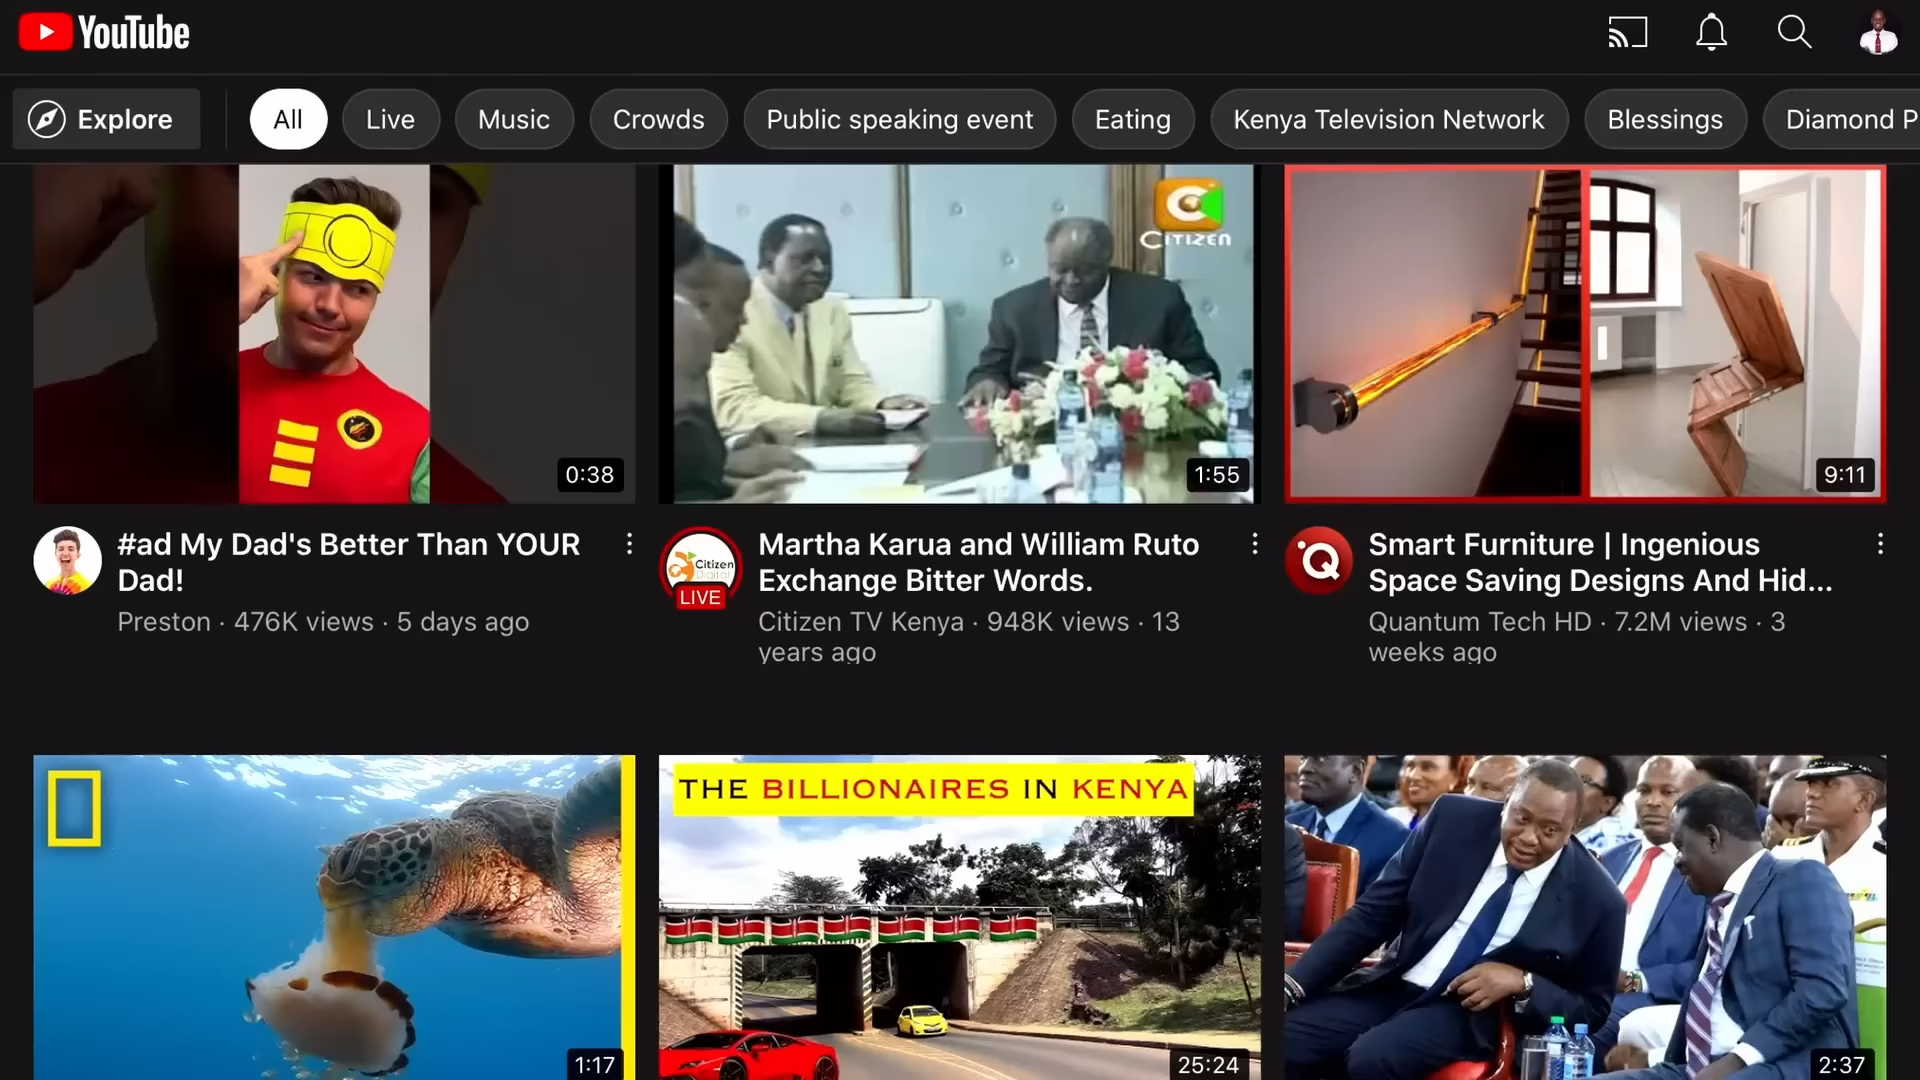 YouTube
Explore
All
Live
Music
Crowds
Public speaking event
Eating
Kenya Television Network
Blessings
Diamond P
CITIZEN
0:38
1:55
9:11
#ad My Dad's Better Than YOUR
Dad!
Preston · 476K views · 5 days ago
Citizen
Digital
LIVE
Martha Karua and William Ruto
Exchange Bitter Words.
Citizen TV Kenya · 948K views · 13
years ago
Q
Smart Furniture | Ingenious
Space Saving Designs And Hid...
Quantum Tech HD · 7.2M views · 3
weeks ago
THE BILLIONAIRES IN KENYA
1:17
25:24
2:37